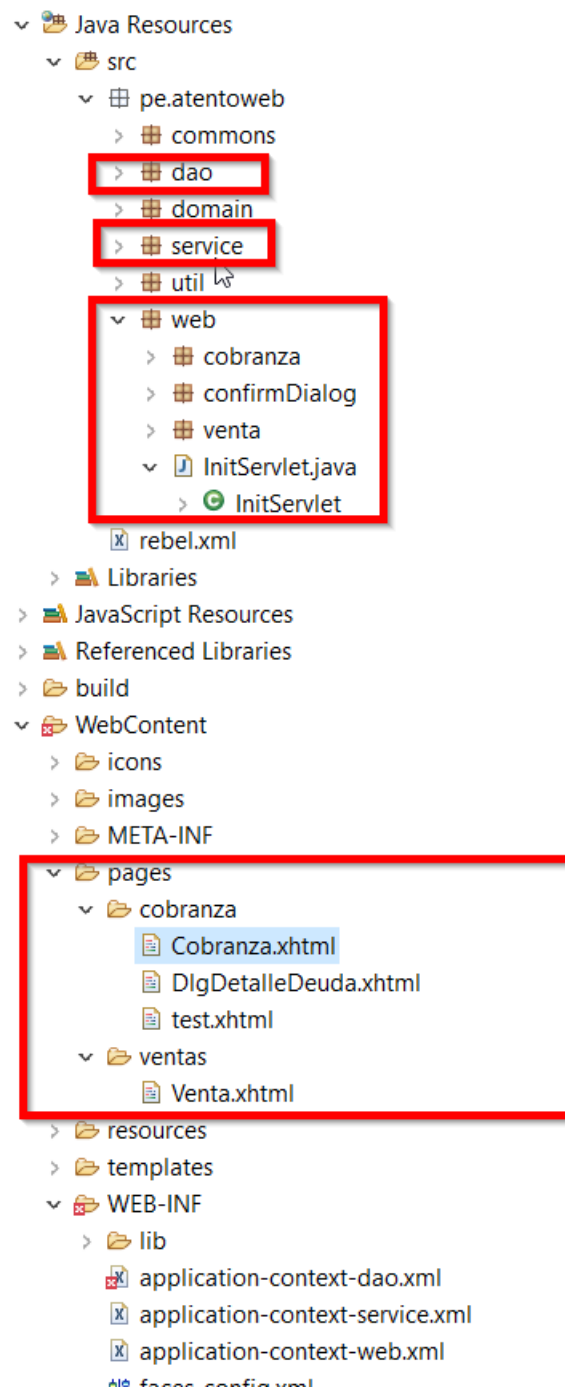 Java Resources
src
pe.atentoweb
commons
dao
domain
service
util
web
cobranza
confirmDialog
venta
InitServlet.java
InitServlet
rebel.xml
Libraries
JavaScript Resources
Referenced Libraries
build
WebContent
icons
images
META-INF
pages
cobranza
Cobranza.xhtml
DlgDetalleDeuda.xhtml
test.xhtml
ventas
Venta.xhtml
resources
templates
WEB-INF
lib
application-context-dao.xml
application-context-service.xml
application-context-web.xml
faces-config.xml